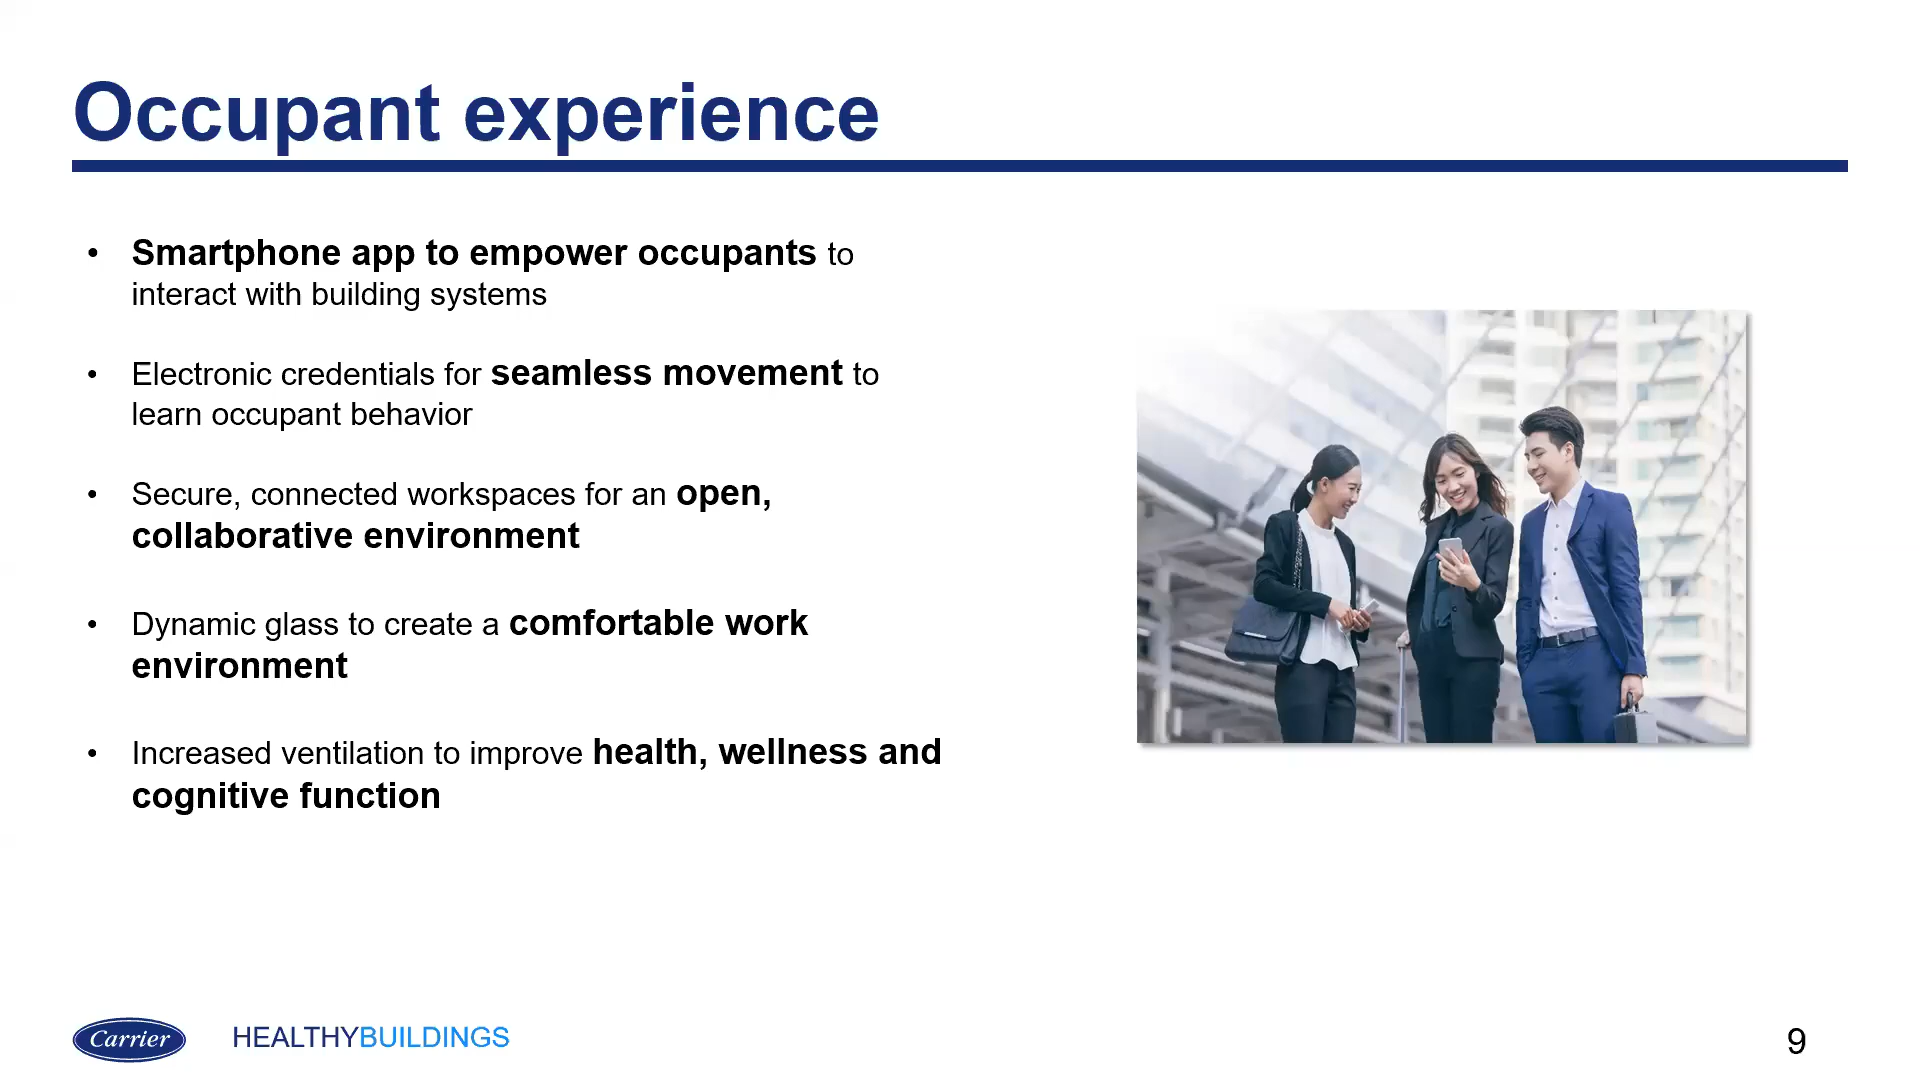 Occupant experience
• Smartphone app to empower occupants to
interact with building systems
• Electronic credentials for seamless movement to
learn occupant behavior
• Secure, connected workspaces for an open,
collaborative environment
• Dynamic glass to create a comfortable work
environment
• Increased ventilation to improve health, wellness and
cognitive function
Carrier
HEALTHYBUILDINGS
9